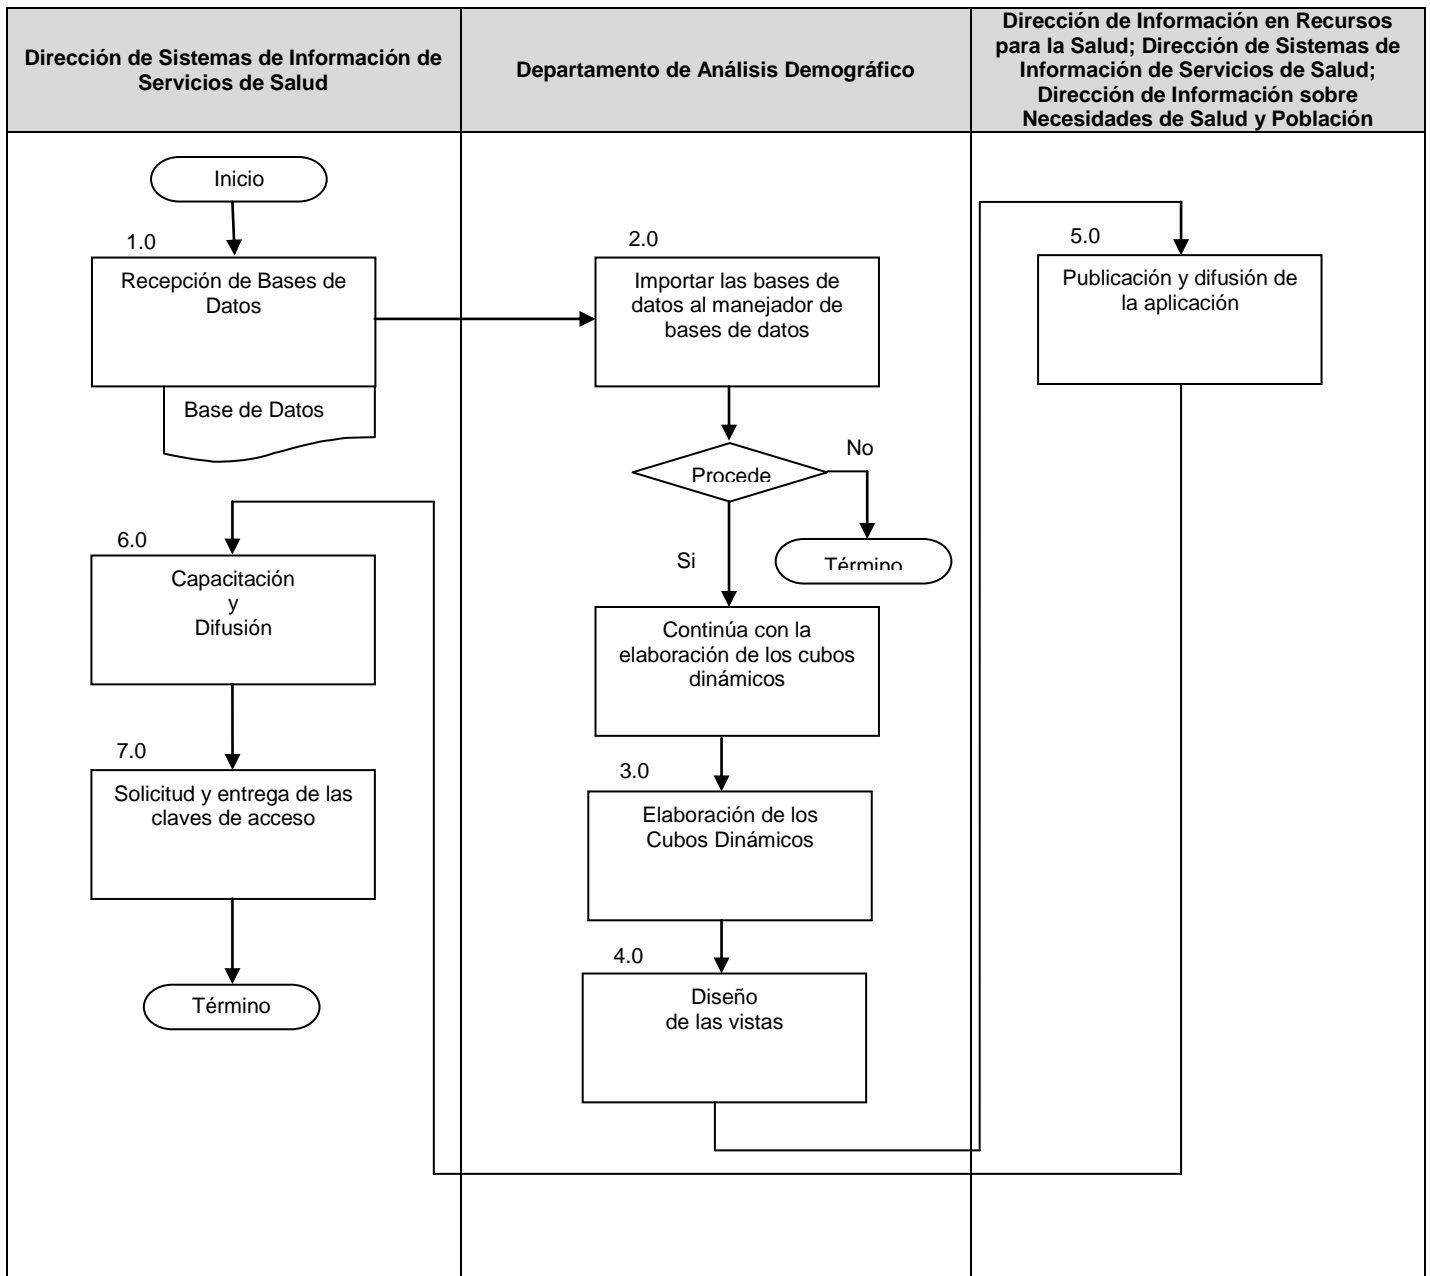 Dirección de Sistemas de Información de
Servicios de Salud
Departamento de Análisis Demográfico
Dirección de Información en Recursos
para la Salud; Dirección de Sistemas de
Información de Servicios de Salud;
Dirección de Información sobre
Necesidades de Salud y Población
Inicio
1.0
Recepción de Bases de
Datos
Base de Datos
2.0
Importar las bases de
datos al manejador de
bases de datos
Procede
No
Término
Si
Continúa con la
elaboración de los cubos
dinámicos
3.0
Elaboración de los
Cubos Dinámicos
4.0
Diseño
de las vistas
5.0
Publicación y difusión de
la aplicación
6.0
Capacitación
y
Difusión
7.0
Solicitud y entrega de las
claves de acceso
Término